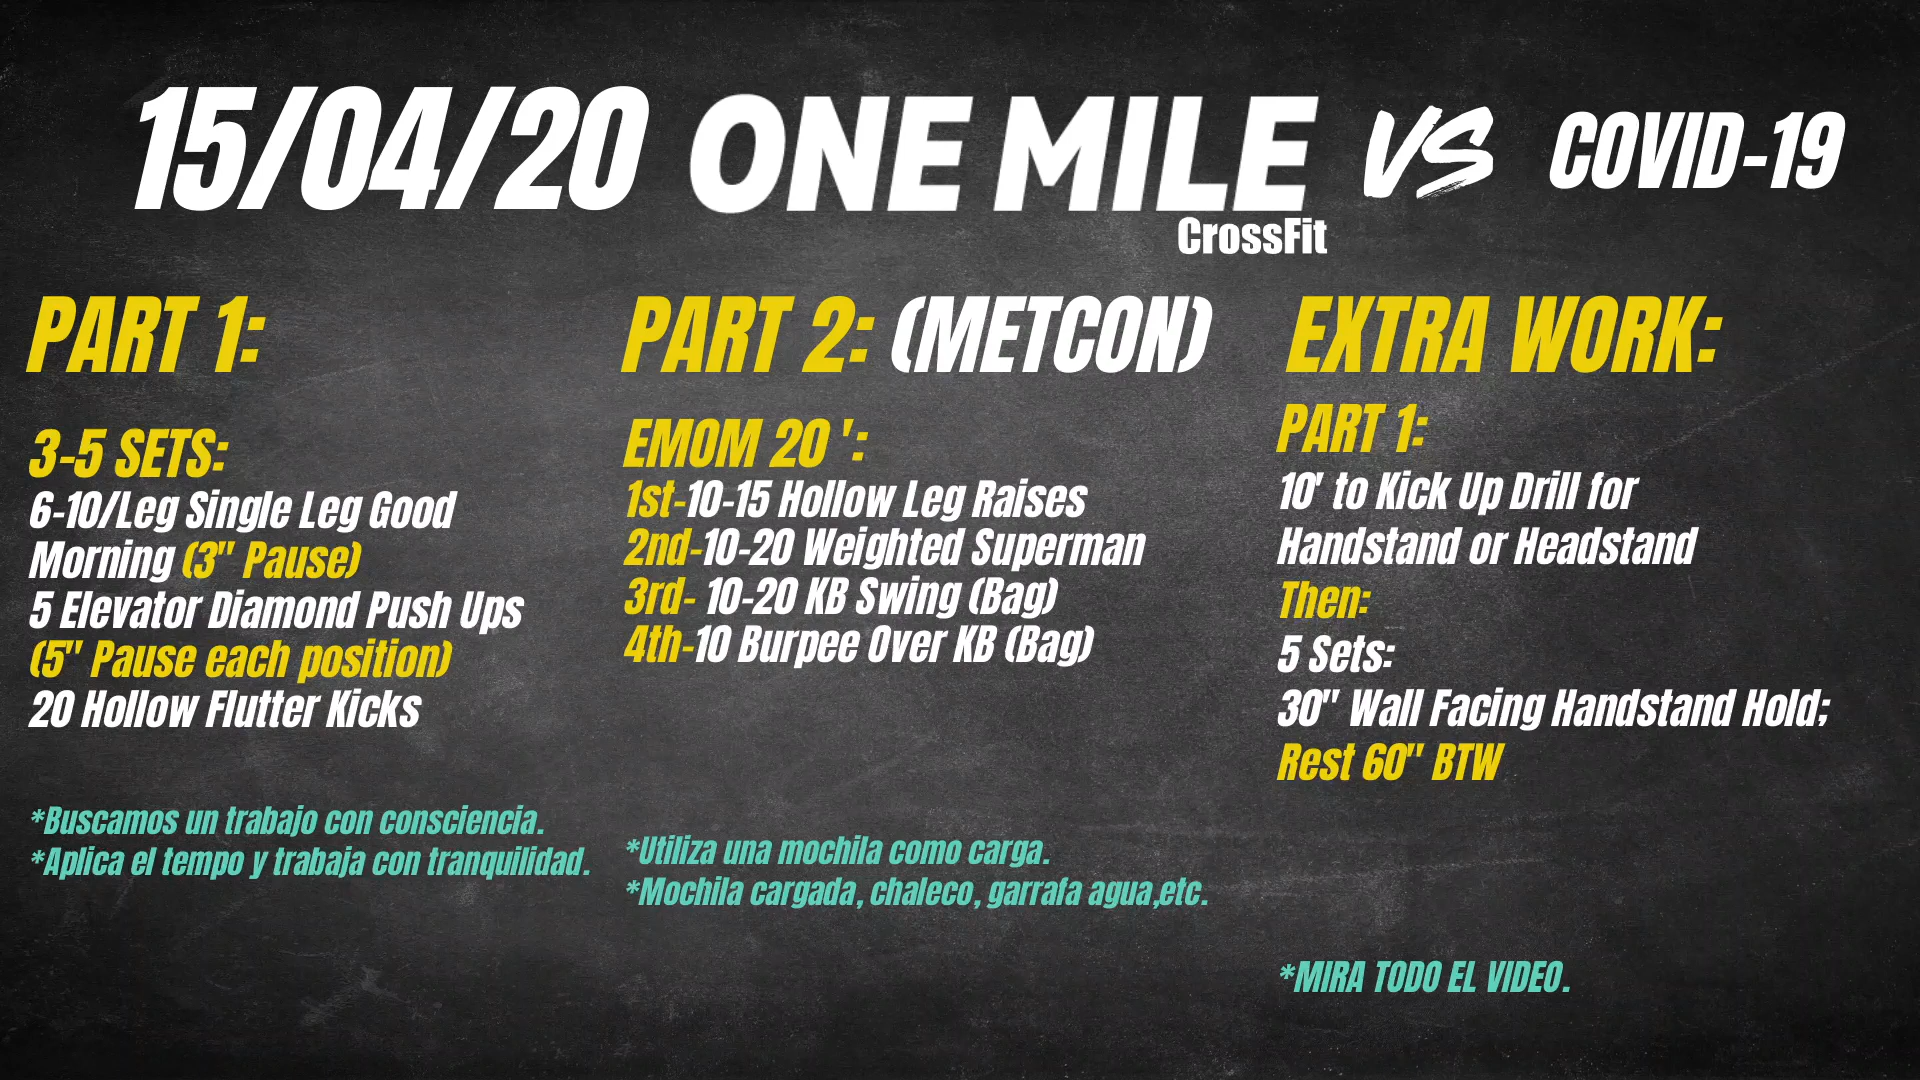 15/04/20 ONE MILE VS COVID-19
CrossFit
PART 1:
3-5 SETS:
6-10/Leg Single Leg Good
Morning (3" Pause)
5 Elevator Diamond Push Ups
(5" Pause each position)
20 Hollow Flutter Kicks
*Buscamos un trabajo con consciencia.
*Aplica el tempo y trabaja con tranquilidad.
PART 2: (METCON)
EMOM 20 ':
1st-10-15 Hollow Leg Raises
2nd-10-20 Weighted Superman
3rd- 10-20 KB Swing (Bag)
4th-10 Burpee Over KB (Bag)
*Utiliza una mochila como carga.
*Mochila cargada, chaleco, garrafa agua,etc.
EXTRA WORK:
PART 1:
10' to Kick Up Drill for
Handstand or Headstand
Then:
5 Sets:
30" Wall Facing Handstand Hold;
Rest 60" BTW
*MIRA TODO EL VIDEO.